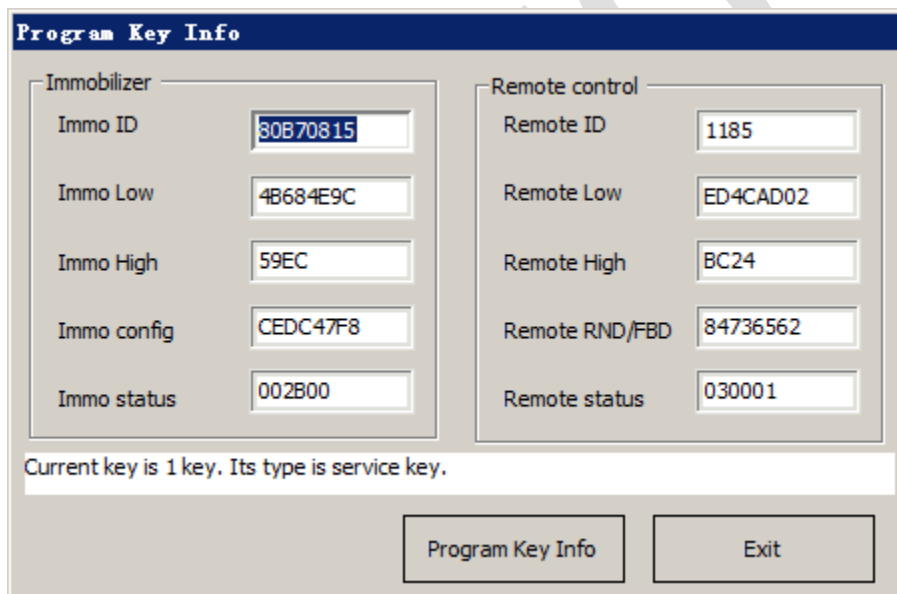 Program Key Info
Immobilizer
Immo ID 80B70815
Immo Low 4B684E9C
Immo High 59EC
Immo config CEDC47F8
Immo status 002B00
Remote control
Remote ID 1185
Remote Low ED4CAD02
Remote High BC24
Remote RND/FBD 84736562
Remote status 030001
Current key is 1 key. Its type is service key.
Program Key Info
Exit